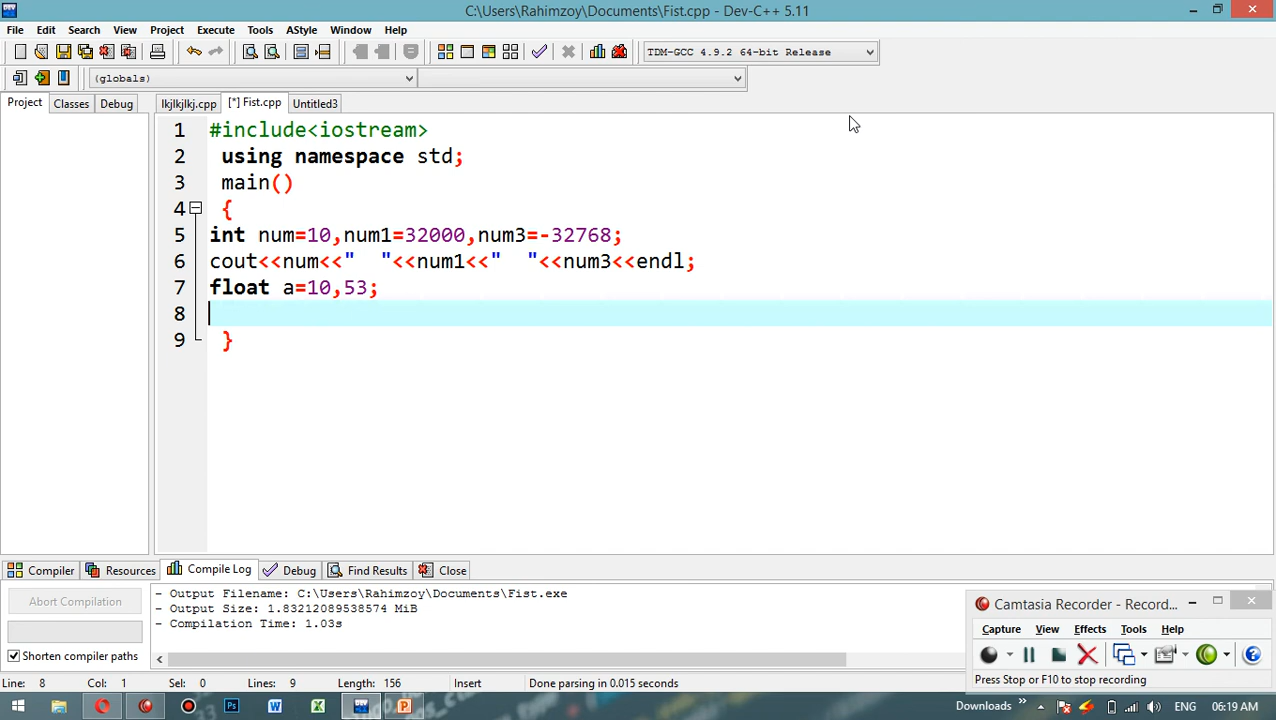 C:\Users\Rahimzoy\Documents\Fist.cpp - Dev-C++ 5.11
File Edit Search View Project Execute Tools AStyle Window Help
TDM-GCC 4.9.2 64-bit Release
(globals)
Project Classes Debug lkjlkjlkj.cpp [*] Fist.cpp Untitled3
1 #include<iostream>
2 using namespace std;
3 main()
4 {
5 int num=10,num1=32000,num3=-32768;
6 cout<<num<<"  "<<num1<<"  "<<num3<<endl;
7 float a=10,53;
8
9 }
Compiler Resources Compile Log Debug Find Results Close
Abort Compilation
Shorten compiler paths
- Output Filename: C:\Users\Rahimzoy\Documents\Fist.exe
- Output Size: 1.83212089538574 MiB
- Compilation Time: 1.03s
Camtasia Recorder - Record...
Capture View Effects Tools Help
Press Stop or F10 to stop recording
Line: 8 Col: 1 Sel: 0 Lines: 9 Length: 156 Insert Done parsing in 0.015 seconds
Downloads ENG 06:19 AM